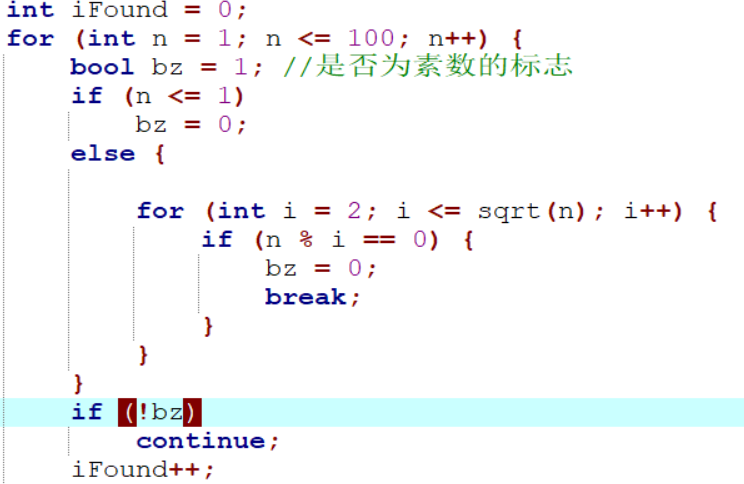 int iFound = 0;
for (int n = 1; n <= 100; n++) {
    bool bz = 1; //是否为素数的标志
    if (n <= 1)
        bz = 0;
    else {
        for (int i = 2; i <= sqrt(n); i++) {
            if (n % i == 0) {
                bz = 0;
                break;
            }
        }
    }
    if (!bz)
        continue;
    iFound++;